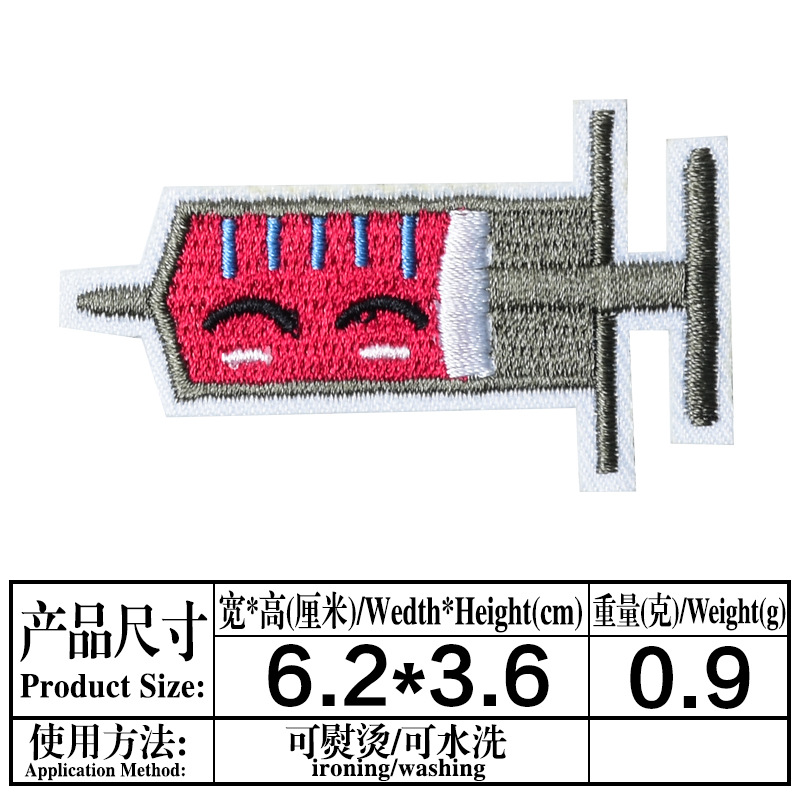 产品尺寸
Product Size:
宽*高(厘米)/Wedth*Height(cm)
重量(克)/Weight(g)
6.2*3.6
0.9
使用方法:
Application Method:
可熨烫/可水洗
ironing/washing